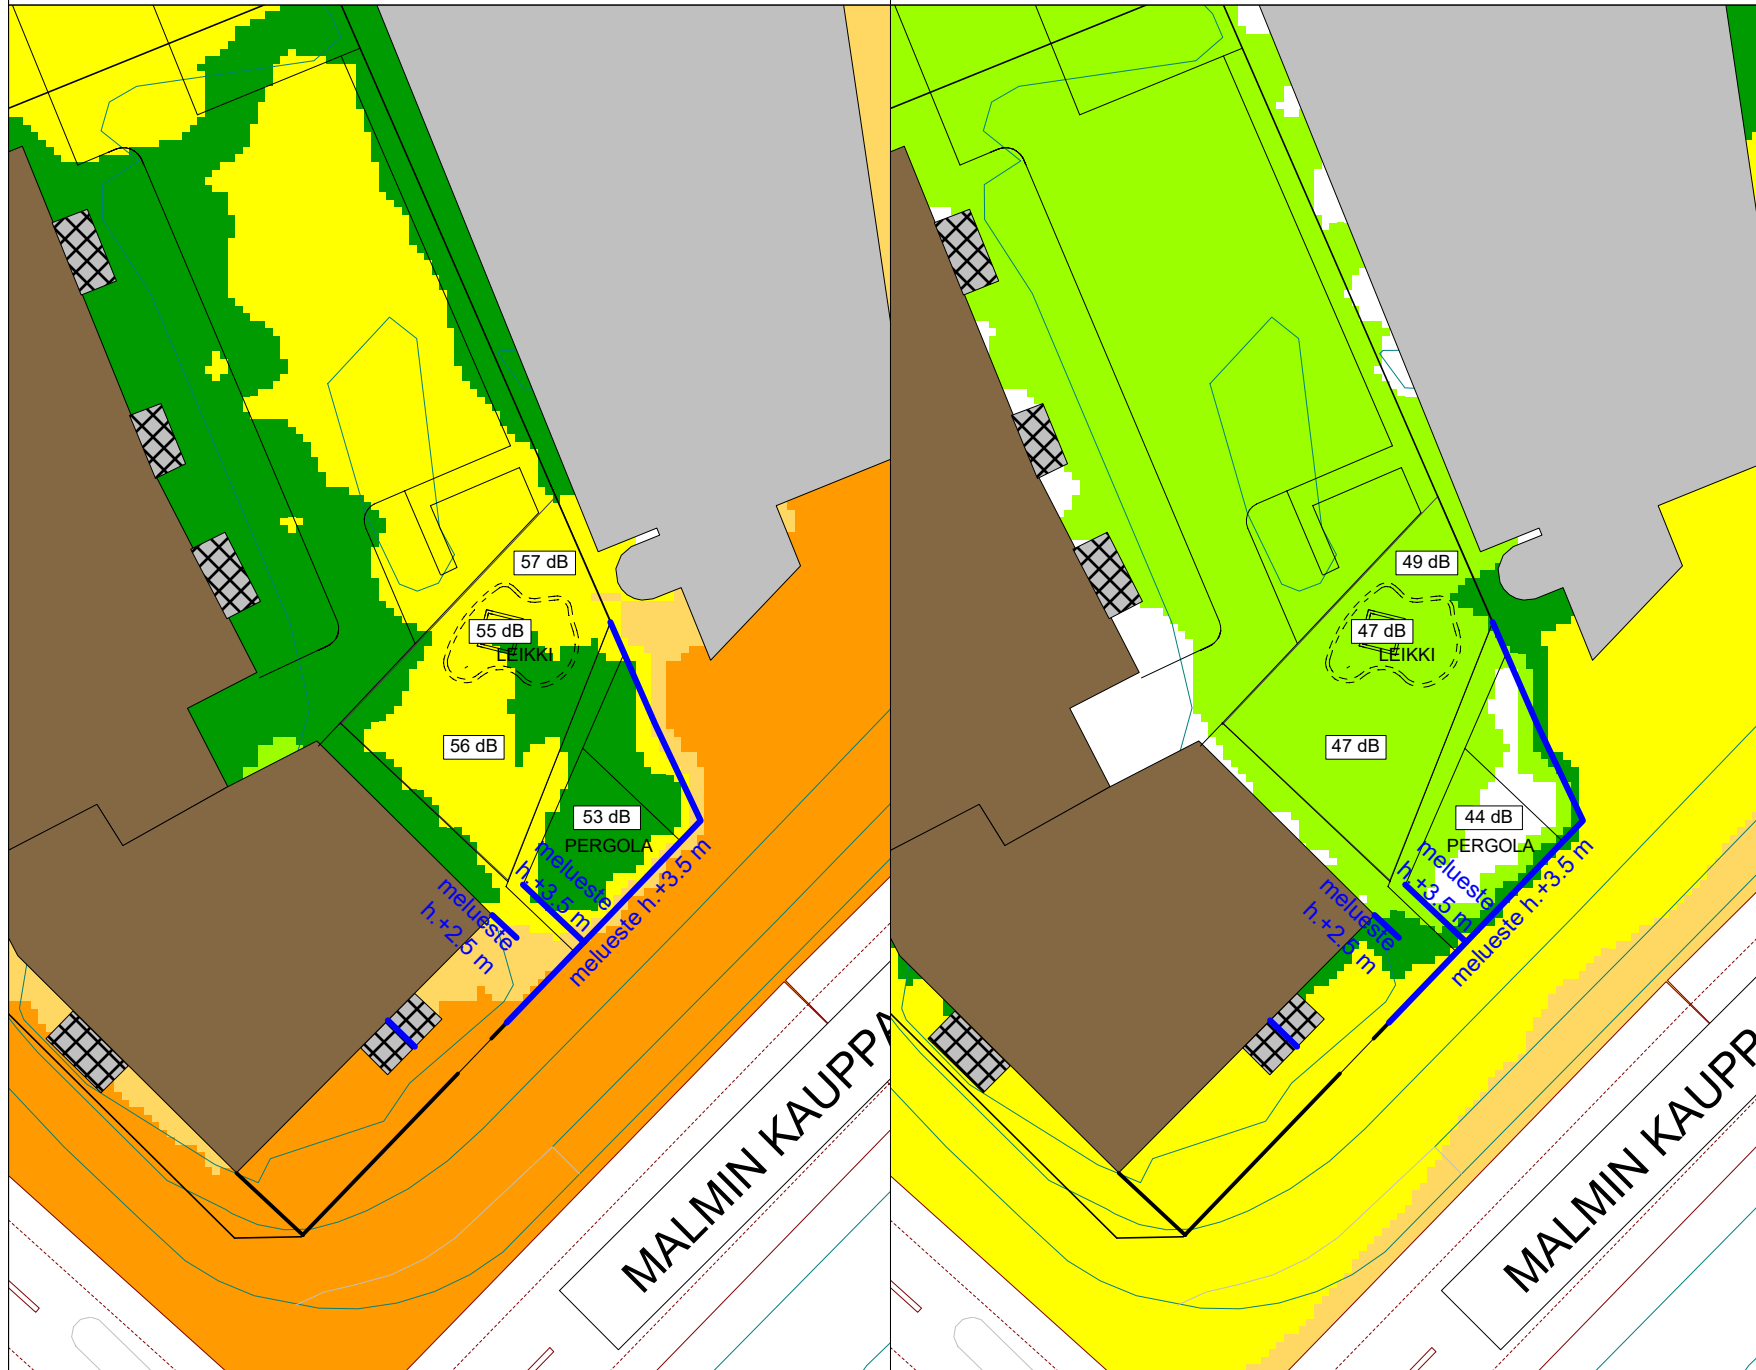 57 dB
55 dB
LEIKKI
56 dB
53 dB
PERGOLA
melueste
h.+3.5 m
melueste
h.+2.5 m
melueste h.+3.5 m
MALMIN KAUPPA
49 dB
47 dB
LEIKKI
47 dB
44 dB
PERGOLA
melueste
h.+3.5 m
melueste
h.+2.5 m
melueste h.+3.5 m
MALMIN KAUPP